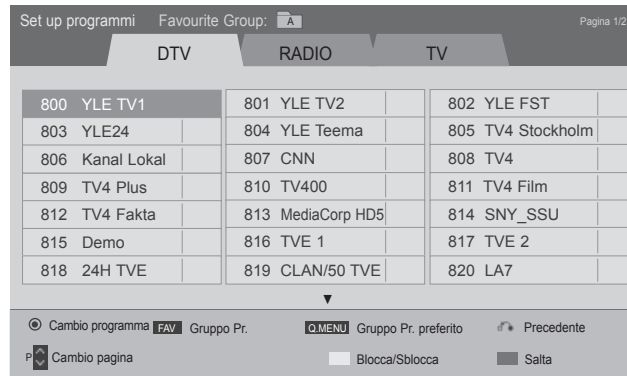 Set up programmi Favourite Group: A Pagina 1/2
DTV RADIO TV
800 YLE TV1 801 YLE TV2 802 YLE FST
803 YLE24 804 YLE Teema 805 TV4 Stockholm
806 Kanal Lokal 807 CNN 808 TV4
809 TV4 Plus 810 TV400 811 TV4 Film
812 TV4 Fakta 813 MediaCorp HD5 814 SNY_SSU
815 Demo 816 TVE 1 817 TVE 2
818 24H TVE 819 CLAN/50 TVE 820 LA7
Cambio programma FAV Gruppo Pr. Q.MENU Gruppo Pr. preferito Precedente
P Cambio pagina Blocca/Sblocca Salta